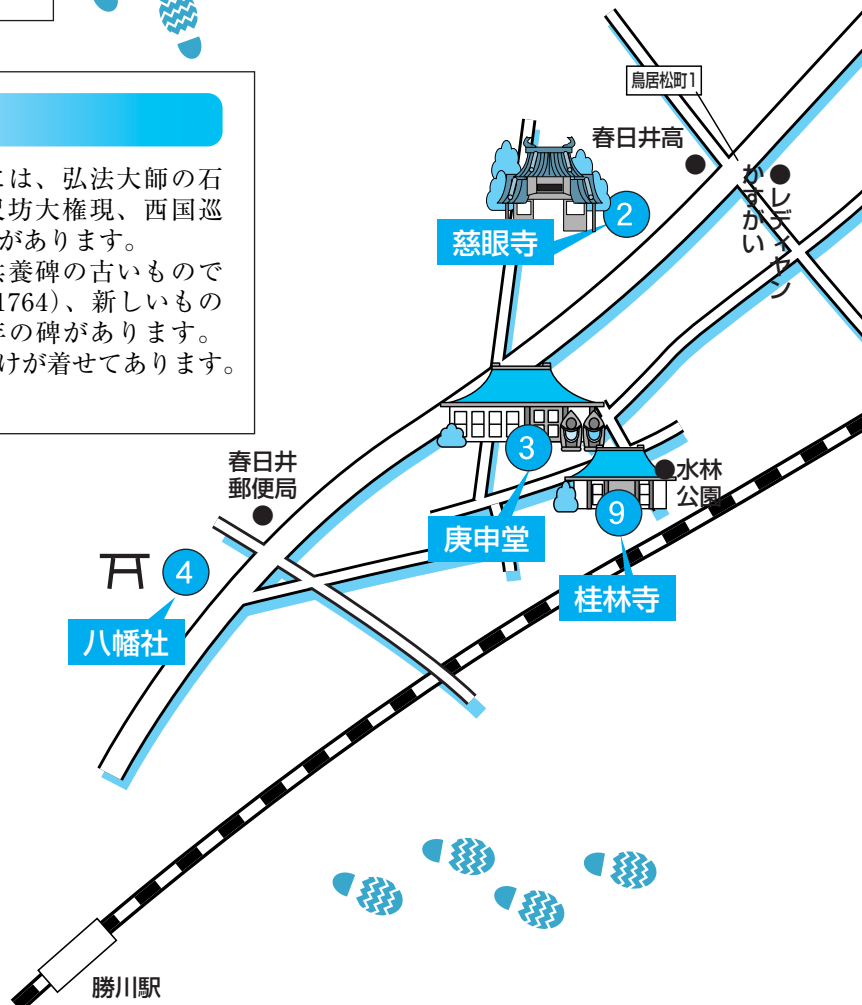 鳥居松町1
春日井高
レディヤン
かすがい
2
慈眼寺
には、弘法大師の石
尺坊大権現、西国巡
があります。
供養碑の古いもので
1764）、新しいもの
年の碑があります。
けが着せてあります。
3
庚申堂
水林
公園
9
桂林寺
春日井
郵便局
4
八幡社
勝川駅